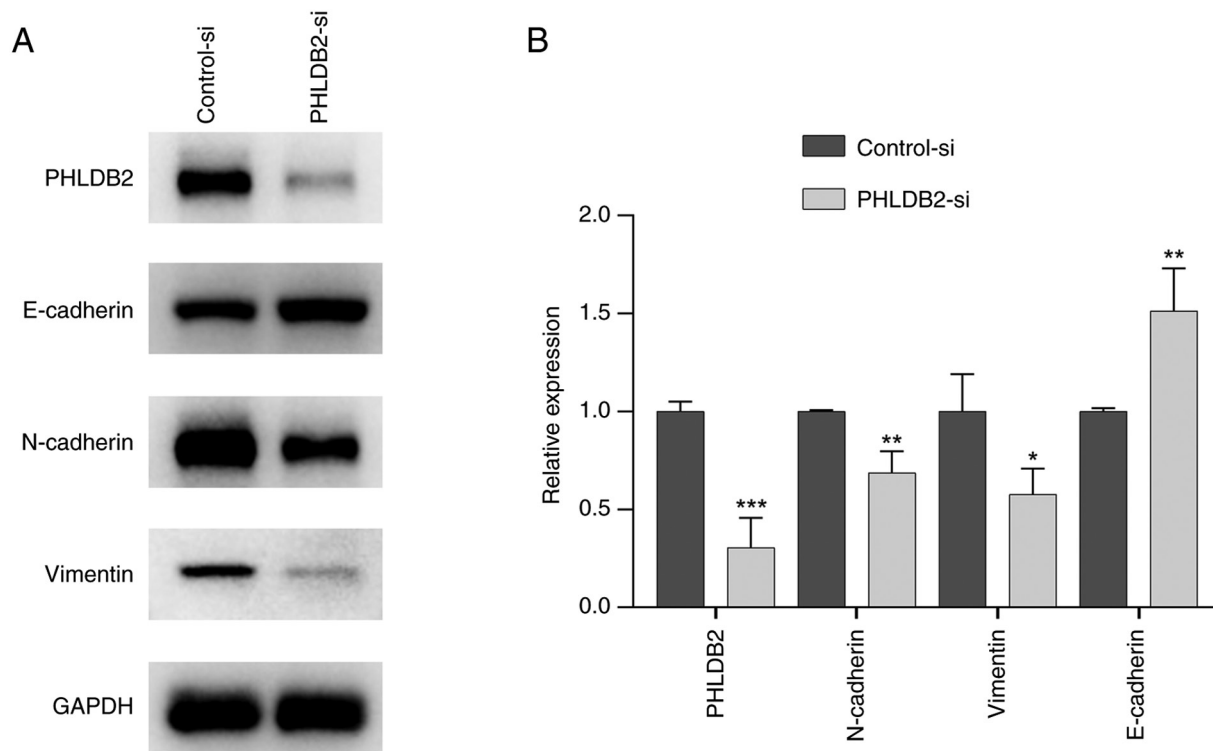 A
Control-si
PHLDB2-si
PHLDB2
E-cadherin
N-cadherin
Vimentin
GAPDH
B
Control-si
PHLDB2-si
Relative expression
2.0
1.5
1.0
0.5
0.0
***
**
*
**
PHLDB2
N-cadherin
Vimentin
E-cadherin